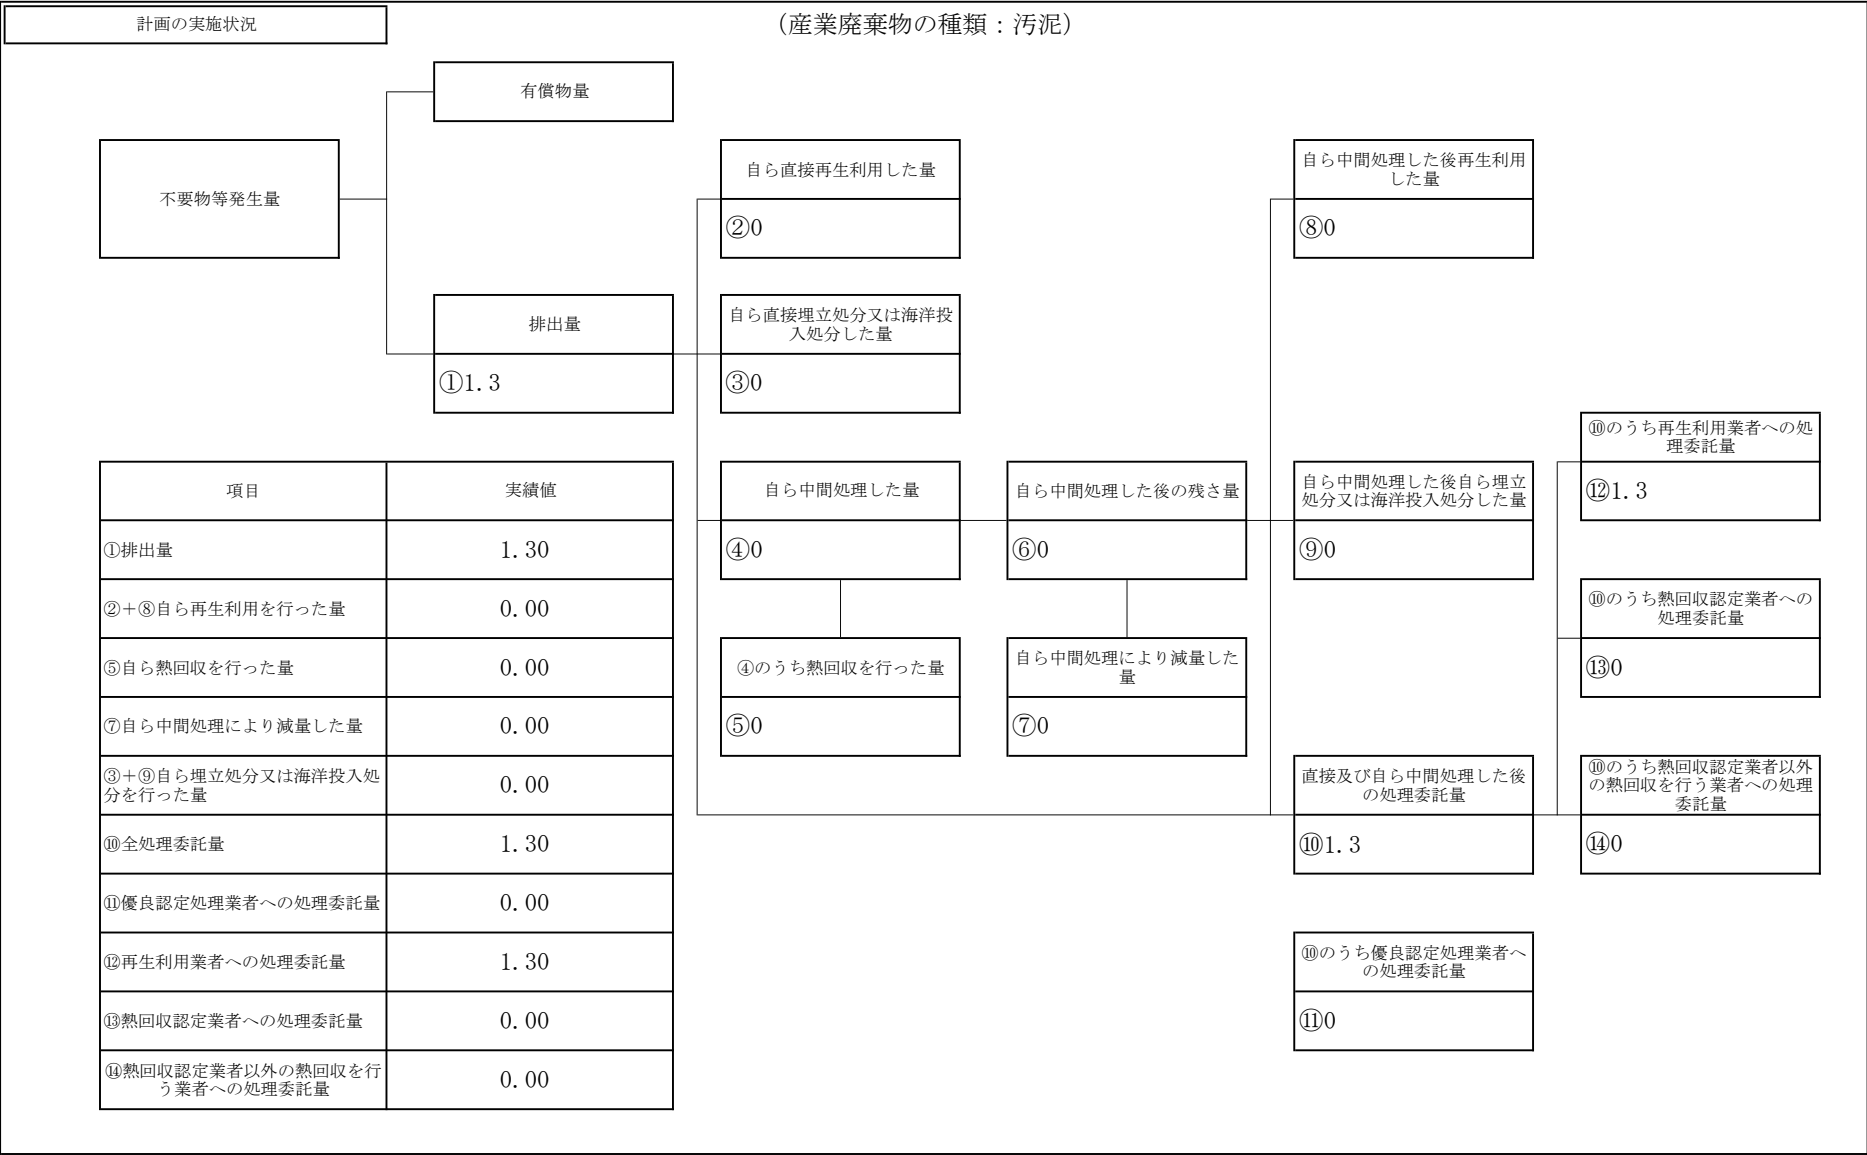 計画の実施状況
（産業廃棄物の種類：汚泥）
有償物量
不要物等発生量
自ら直接再生利用した量
②0
自ら中間処理した後再生利用
した量
⑧0
排出量
①1.3
自ら直接埋立処分又は海洋投
入処分した量
③0
⑩のうち再生利用業者への処
理委託量
⑫1.3
自ら中間処理した量
④0
自ら中間処理した後の残さ量
⑥0
自ら中間処理した後自ら埋立
処分又は海洋投入処分した量
⑨0
⑩のうち熱回収認定業者への
処理委託量
⑬0
④のうち熱回収を行った量
⑤0
自ら中間処理により減量した
量
⑦0
直接及び自ら中間処理した後
の処理委託量
⑩1.3
⑩のうち熱回収認定業者以外
の熱回収を行う業者への処理
委託量
⑭0
⑩のうち優良認定処理業者へ
の処理委託量
⑪0
項目 実績値
①排出量 1.30
②＋⑧自ら再生利用を行った量 0.00
⑤自ら熱回収を行った量 0.00
⑦自ら中間処理により減量した量 0.00
③＋⑨自ら埋立処分又は海洋投入処
分を行った量 0.00
⑩全処理委託量 1.30
⑪優良認定処理業者への処理委託量 0.00
⑫再生利用業者への処理委託量 1.30
⑬熱回収認定業者への処理委託量 0.00
⑭熱回収認定業者以外の熱回収を行
う業者への処理委託量 0.00